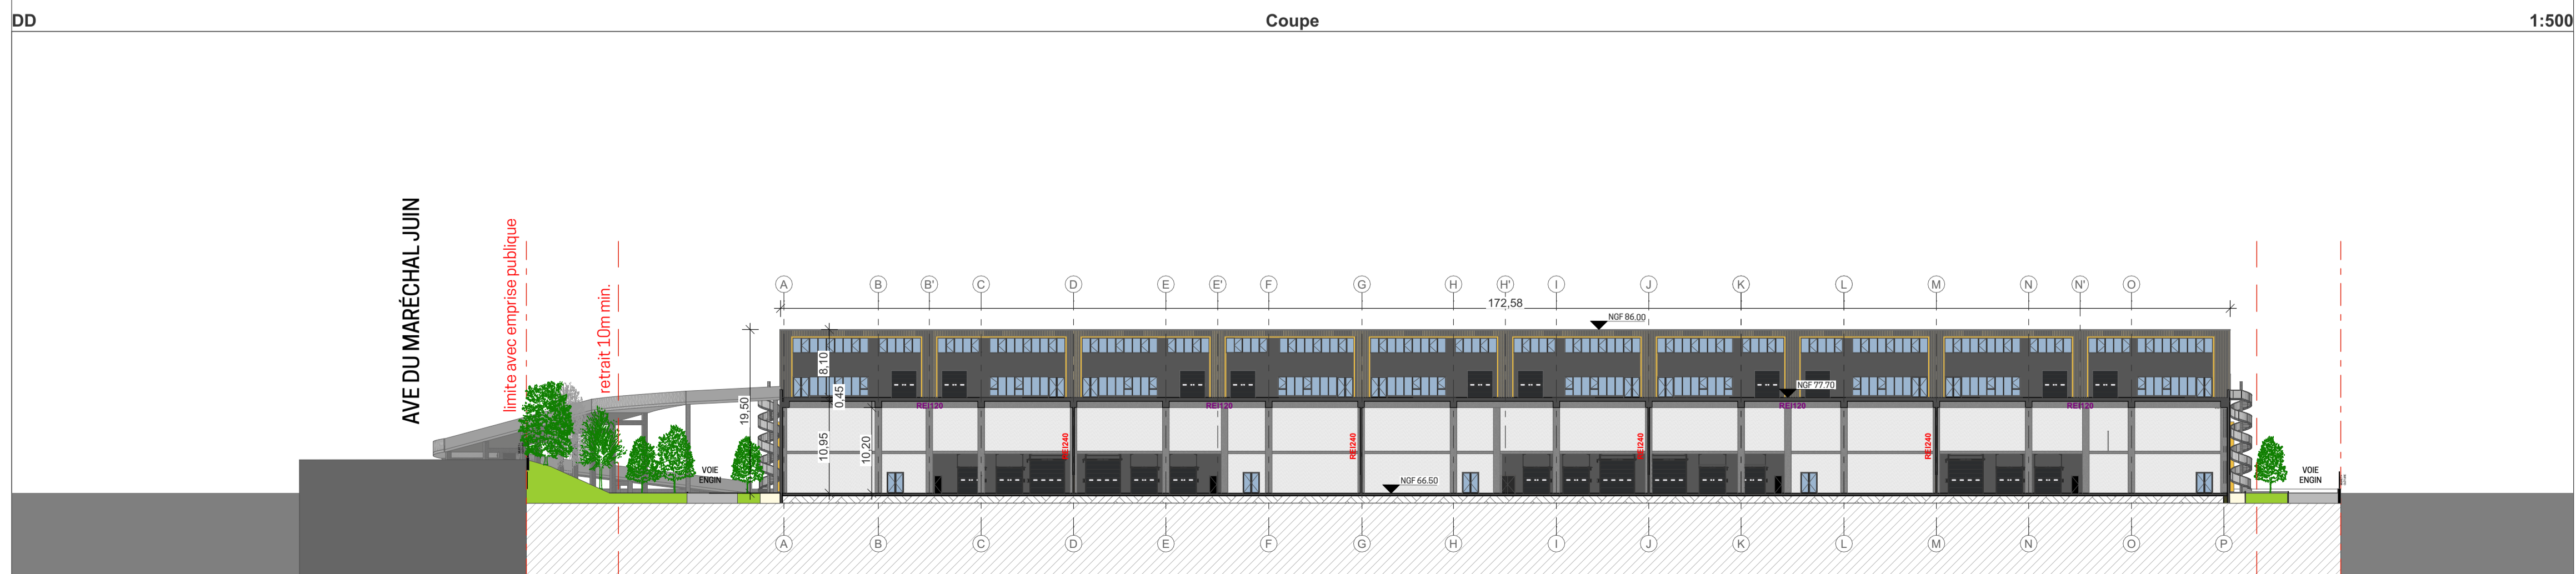 DD Coupe 1:500
AVE DU MARÉCHAL JUIN
limite avec emprise publique
retrait 10m min.
A B B' C D E E' F G H H' I J K L M N N' O
172,58
NGF 86.00
8,10
0,45
19,50
10,95
10,20
NGF 77.70
REI120 REI120 REI120 REI120
REI240 REI240 REI240 REI240
VOIE
ENGIN
NGF 66.50
VOIE
ENGIN
A B C D E F G H I J K L M N O P